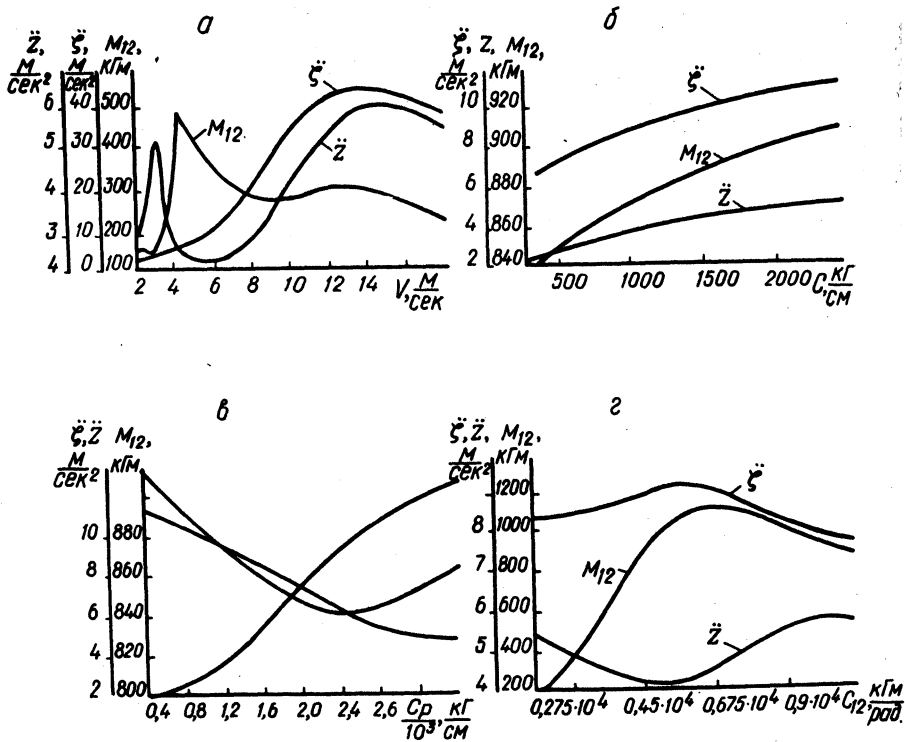 а
Z̈, ξ̈, M12,
м/сек² м/сек² кГм
6 40 500
5 30 400
4 20 300
3 10 200
4 0 100
2 4 6 8 10 12 14 V, м/сек
M12
ξ̈
Z̈
б
ξ̈, Z, M12,
м/сек² кГм
10 920
8 900
6 880
4 860
2 840
500 1000 1500 2000 C, кГ/см
ξ̈
M12
Z̈
в
ξ̈, Z̈ M12,
м/сек² кГм
10 880
8 860
6 840
4 820
2 800
0,4 0,8 1,2 1,6 2,0 2,4 2,6 Cp/10³, кГ/см
г
ξ̈, Z̈, M12,
м/сек² кГм
1200
8 1000
7 800
6 600
5 400
4 200
0,275·10⁴ 0,45·10⁴ 0,675·10⁴ 0,9·10⁴ C12, кГм/рад.
ξ̈
M12
Z̈